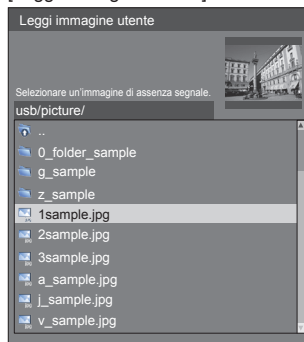 Leggi immagine utente
Selezionare un'immagine di assenza segnale.
usb/picture/
..
0_folder_sample
g_sample
z_sample
1sample.jpg
2sample.jpg
3sample.jpg
a_sample.jpg
j_sample.jpg
v_sample.jpg